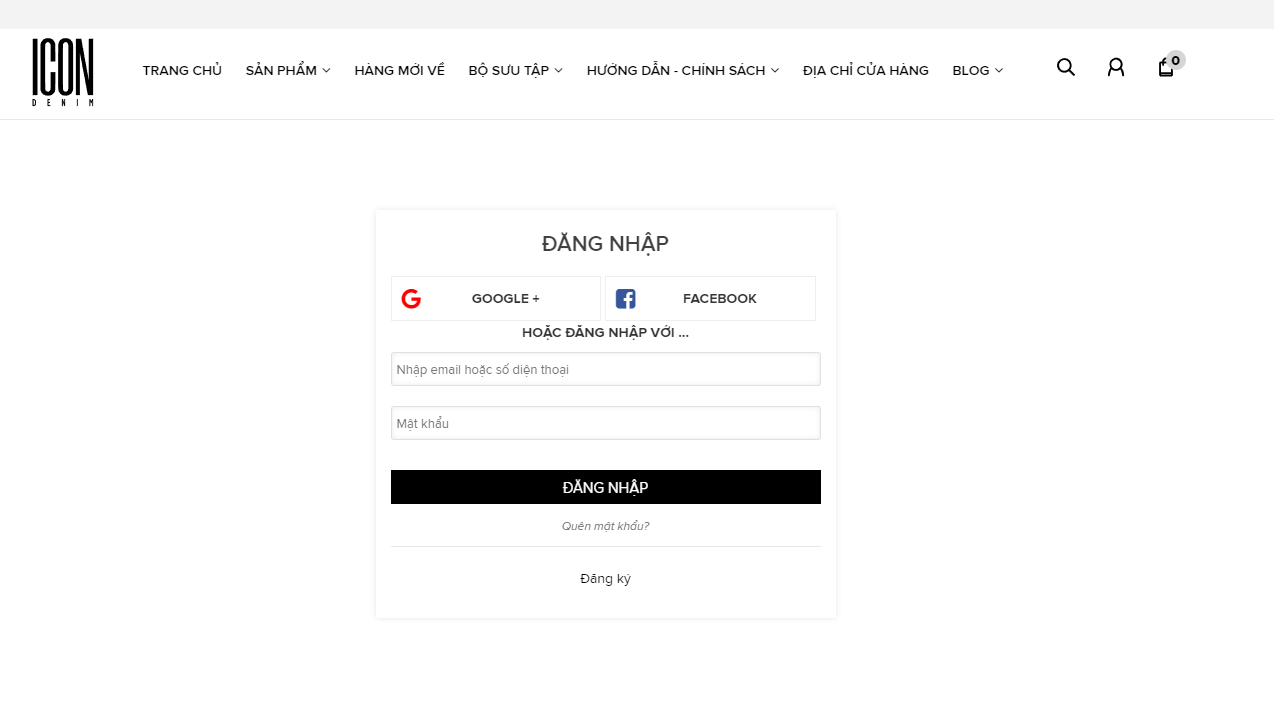 ICON
DENIM
TRANG CHỦ SẢN PHẨM HÀNG MỚI VỀ BỘ SƯU TẬP HƯỚNG DẪN - CHÍNH SÁCH ĐỊA CHỈ CỬA HÀNG BLOG 0
ĐĂNG NHẬP
GOOGLE + FACEBOOK
HOẶC ĐĂNG NHẬP VỚI ...
Nhập email hoặc số diện thoại
Mật khẩu
ĐĂNG NHẬP
Quên mật khẩu?
Đăng ký